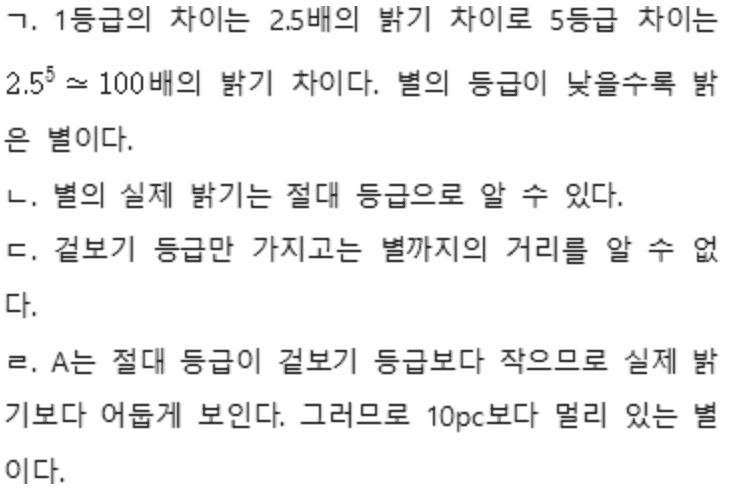 ㄱ. 1등급의 차이는 2.5배의 밝기 차이로 5등급 차이는
2.5⁵ ≃ 100배의 밝기 차이다. 별의 등급이 낮을수록 밝
은 별이다.
ㄴ. 별의 실제 밝기는 절대 등급으로 알 수 있다.
ㄷ. 겉보기 등급만 가지고는 별까지의 거리를 알 수 없
다.
ㄹ. A는 절대 등급이 겉보기 등급보다 작으므로 실제 밝
기보다 어둡게 보인다. 그러므로 10pc보다 멀리 있는 별
이다.